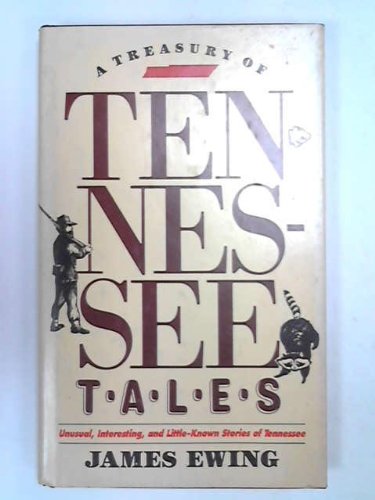 A TREASURY OF
TEN-
NES-
SEE
T·A·L·E·S
Unusual, Interesting, and Little-Known Stories of Tennessee
JAMES EWING